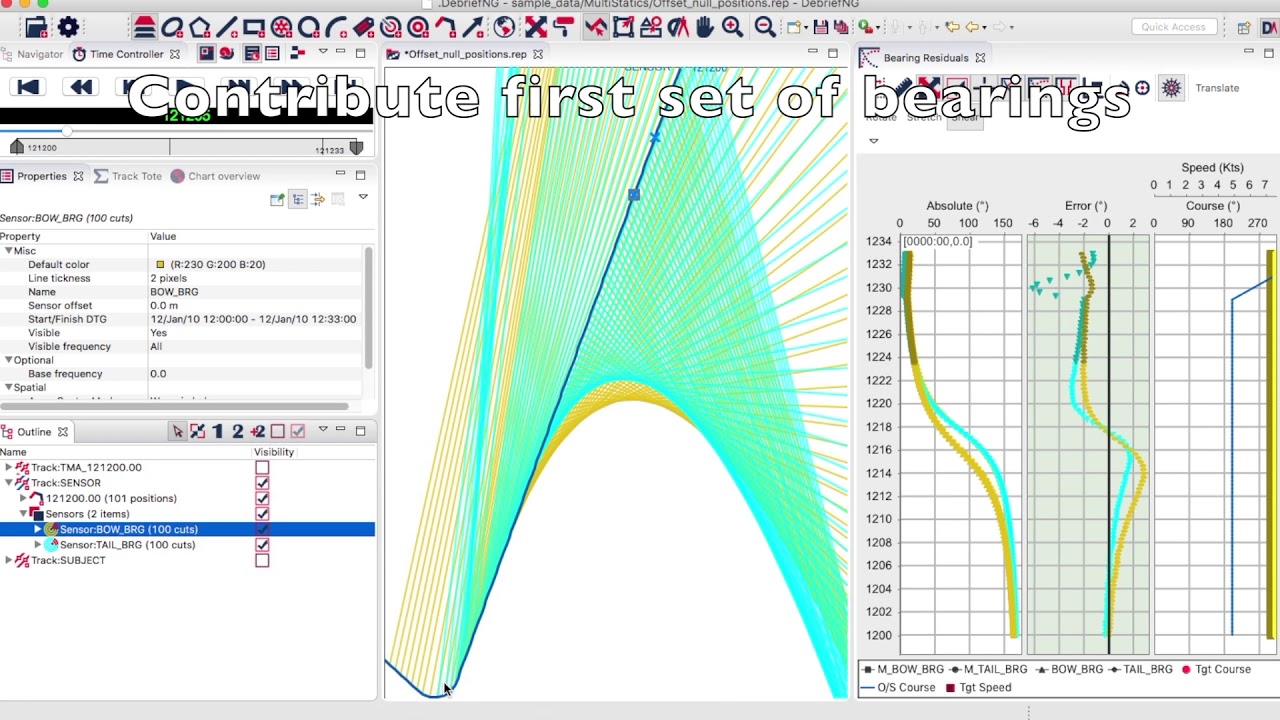 .DebriefNG - sample_data/MultiStatics/Offset_null_positions.rep - DebriefNG
Quick Access
Navigator Time Controller
*Offset_null_positions.rep
Bearing Residuals
Contribute first set of bearings
Translate
Stretch Shear
121200 121233
SENSOR 121200
Properties Track Tote Chart overview
Sensor:BOW_BRG (100 cuts)
Property Value
Misc
Default color (R:230 G:200 B:20)
Line tickness 2 pixels
Name BOW_BRG
Sensor offset 0.0 m
Start/Finish DTG 12/Jan/10 12:00:00 - 12/Jan/10 12:33:00
Visible Yes
Visible frequency All
Optional
Base frequency 0.0
Spatial
Outline
Name Visibility
Track:TMA_121200.00
Track:SENSOR
121200.00 (101 positions)
Sensors (2 items)
Sensor:BOW_BRG (100 cuts)
Sensor:TAIL_BRG (100 cuts)
Track:SUBJECT
Speed (Kts)
0 1 2 3 4 5 6 7
Absolute (°) Error (°) Course (°)
0 50 100 150 -6 -4 -2 0 2 0 90 180 270
[0000:00,0.0]
1234
1232
1230
1228
1226
1224
1222
1220
1218
1216
1214
1212
1210
1208
1206
1204
1202
1200
M_BOW_BRG M_TAIL_BRG BOW_BRG TAIL_BRG Tgt Course
O/S Course Tgt Speed